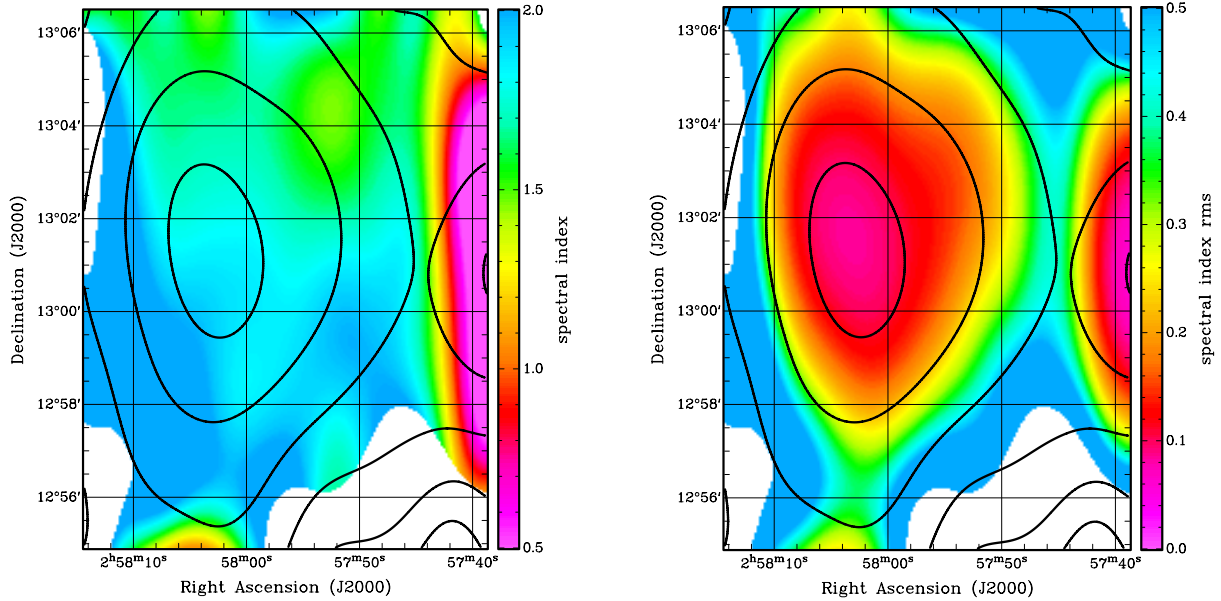 13°06′
13°04′
13°02′
13°00′
12°58′
12°56′
Declination (J2000)
2ʰ58ᵐ10ˢ
58ᵐ00ˢ
57ᵐ50ˢ
57ᵐ40ˢ
Right Ascension (J2000)
2.0
1.5
1.0
0.5
spectral index
13°06′
13°04′
13°02′
13°00′
12°58′
12°56′
Declination (J2000)
2ʰ58ᵐ10ˢ
58ᵐ00ˢ
57ᵐ50ˢ
57ᵐ40ˢ
Right Ascension (J2000)
0.5
0.4
0.3
0.2
0.1
0.0
spectral index rms